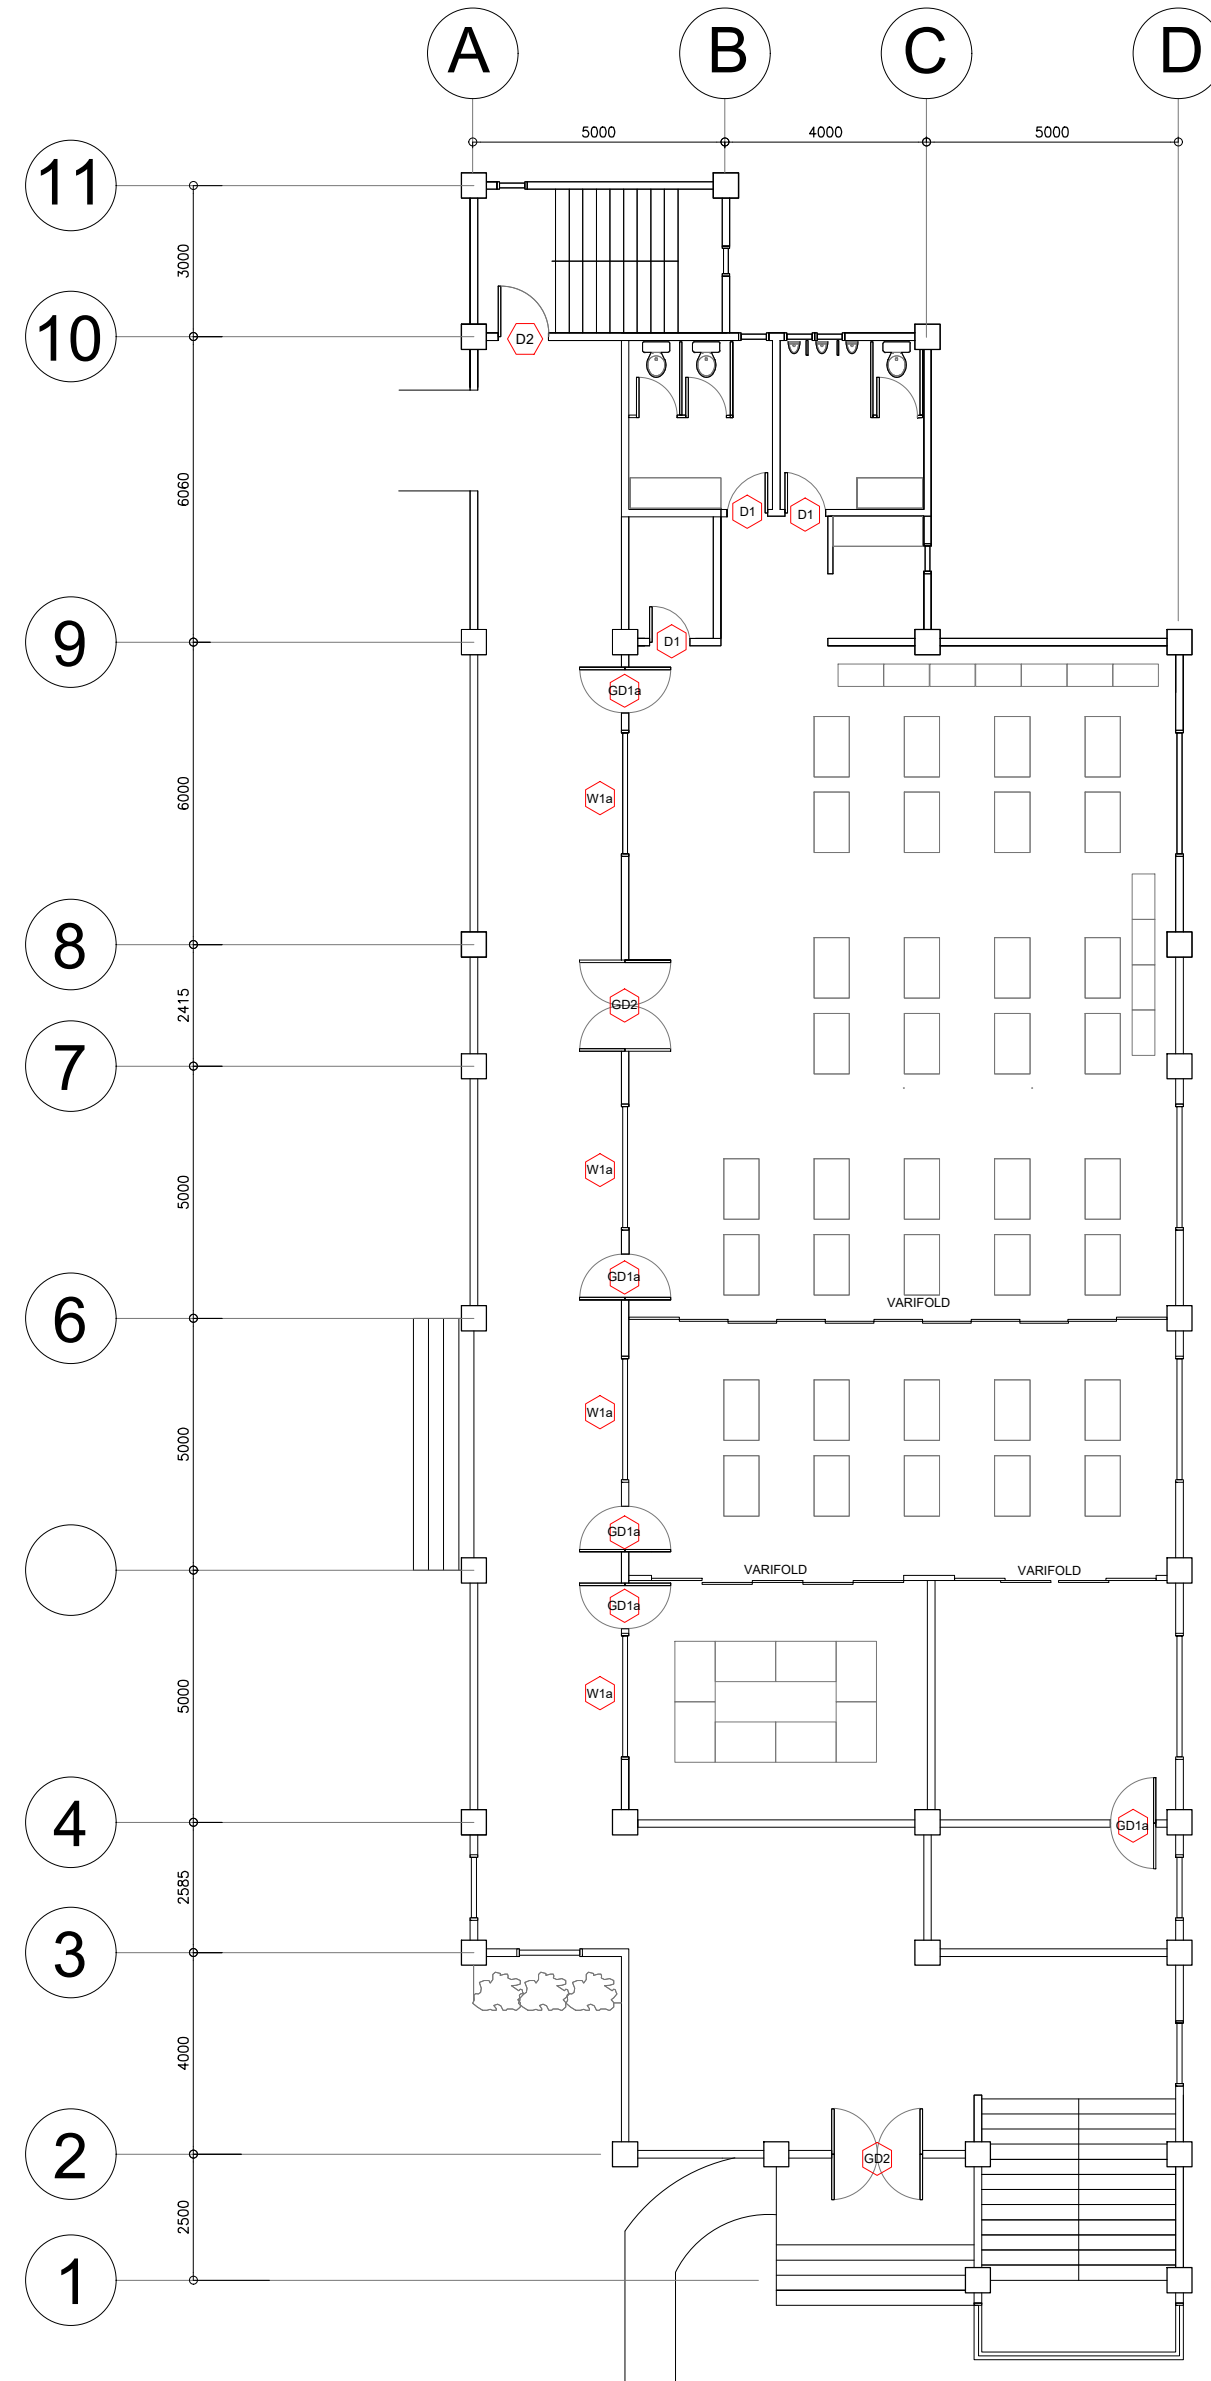 A B C D
5000 4000 5000
11
3000
10
D2
6060
D1 D1
9
D1
GD1a
6000
W1a
8
2415
GD2
7
5000
W1a
GD1a
6
VARIFOLD
5000
W1a
GD1a
VARIFOLD VARIFOLD
GD1a
5000
W1a
4
GD1a
2585
3
4000
2
GD2
2500
1